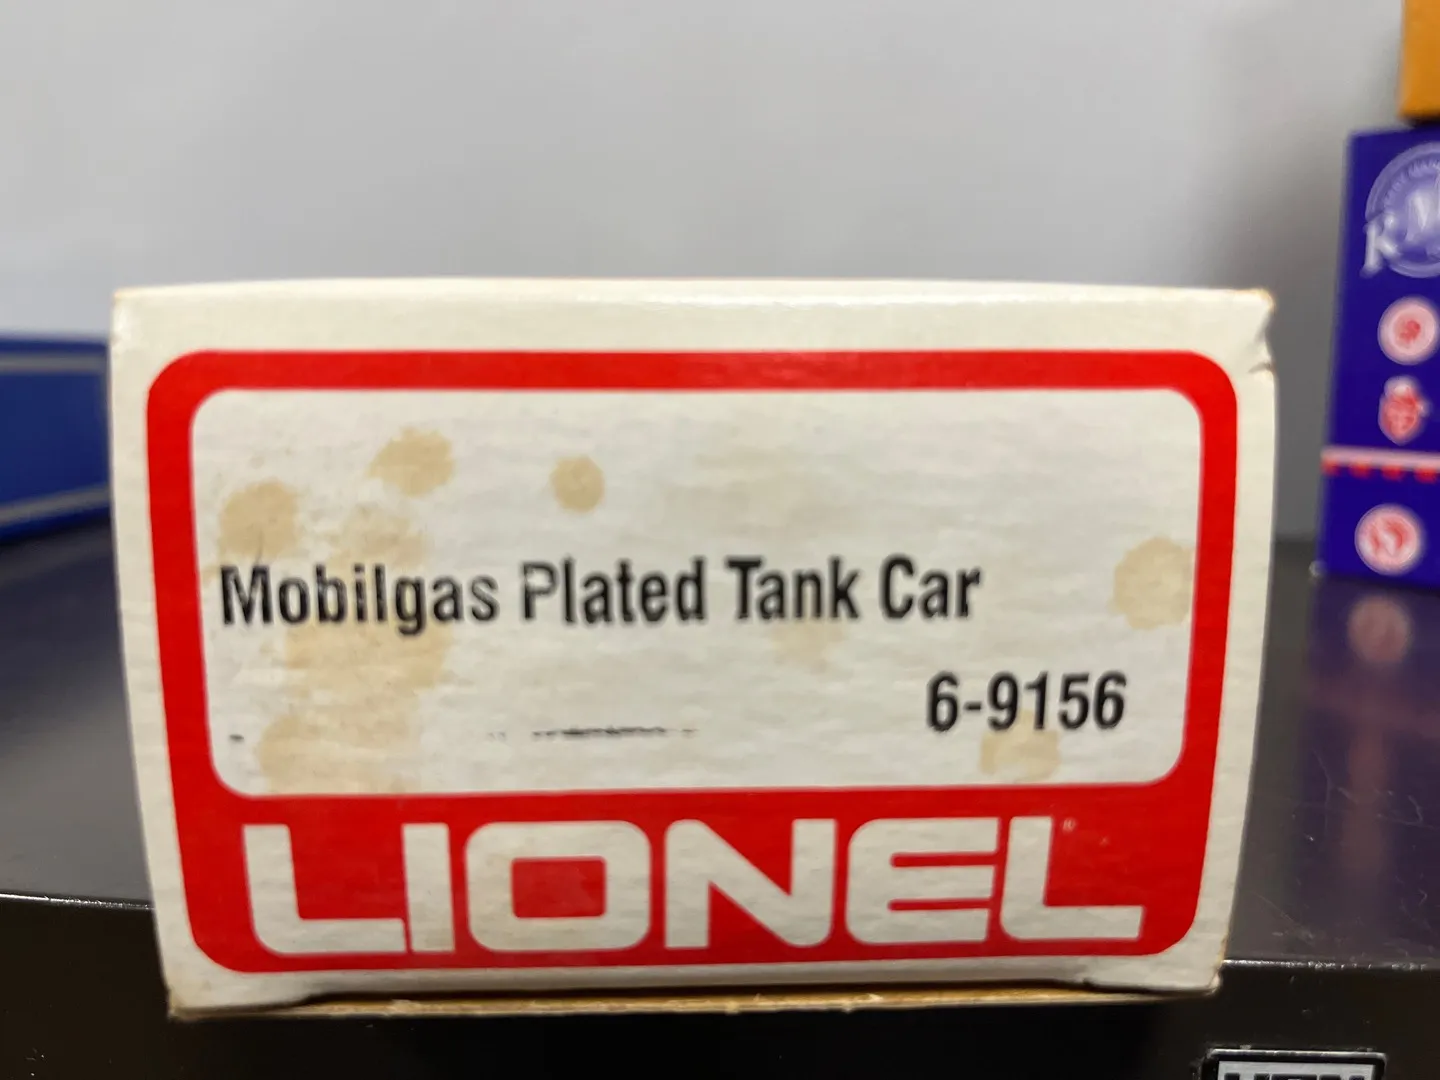 Mobilgas Plated Tank Car
6-9156
LIONEL